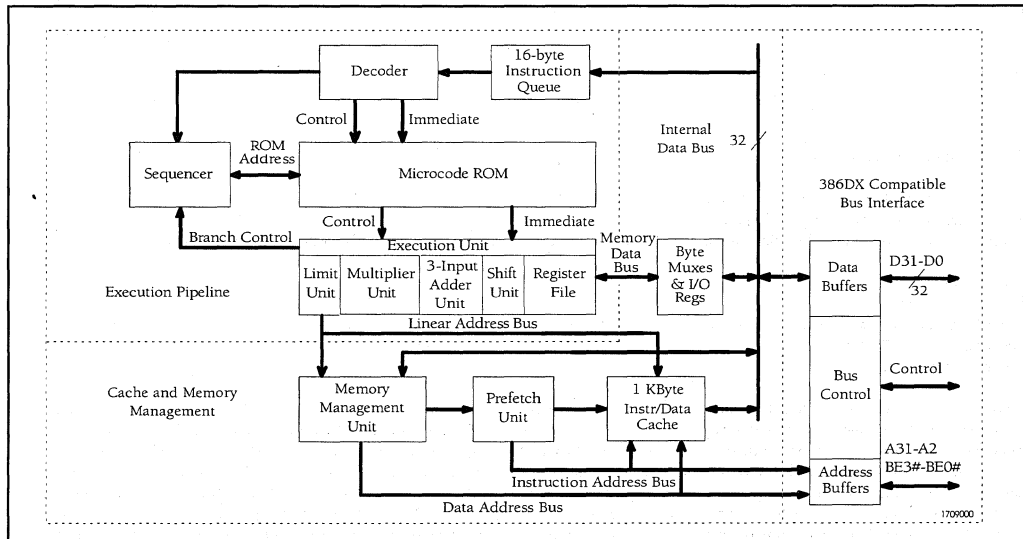 Decoder
16-byte
Instruction
Queue
Control
Immediate
Internal
Data Bus
32
ROM
Address
Sequencer
Microcode ROM
386DX Compatible
Bus Interface
Control
Immediate
Branch Control
Execution Unit
Limit
Unit
Multiplier
Unit
3-Input
Adder
Unit
Shift
Unit
Register
File
Memory
Data
Bus
Byte
Muxes
& I/O
Regs
Data
Buffers
D31-D0
32
Execution Pipeline
Linear Address Bus
Cache and Memory
Management
Memory
Management
Unit
Prefetch
Unit
1 KByte
Instr/Data
Cache
Bus
Control
Control
Instruction Address Bus
Data Address Bus
Address
Buffers
A31-A2
BE3#-BE0#
1709000